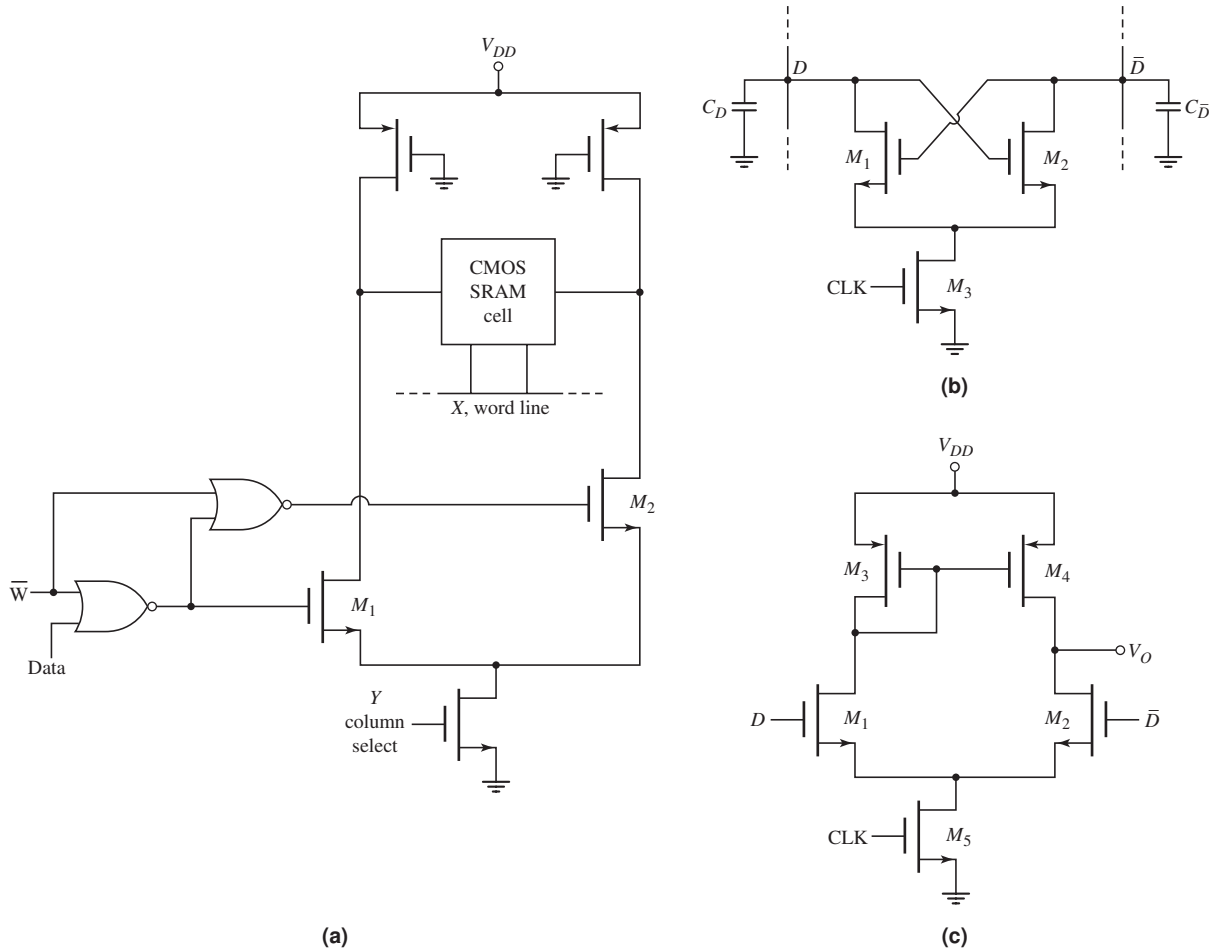 V_DD
CMOS
SRAM
cell
X, word line
M_2
W̅
M_1
Data
Y
column
select
(a)
D
D̅
C_D
C_D̅
M_1
M_2
CLK
M_3
(b)
V_DD
M_3
M_4
V_O
D
M_1
M_2
D̅
CLK
M_5
(c)